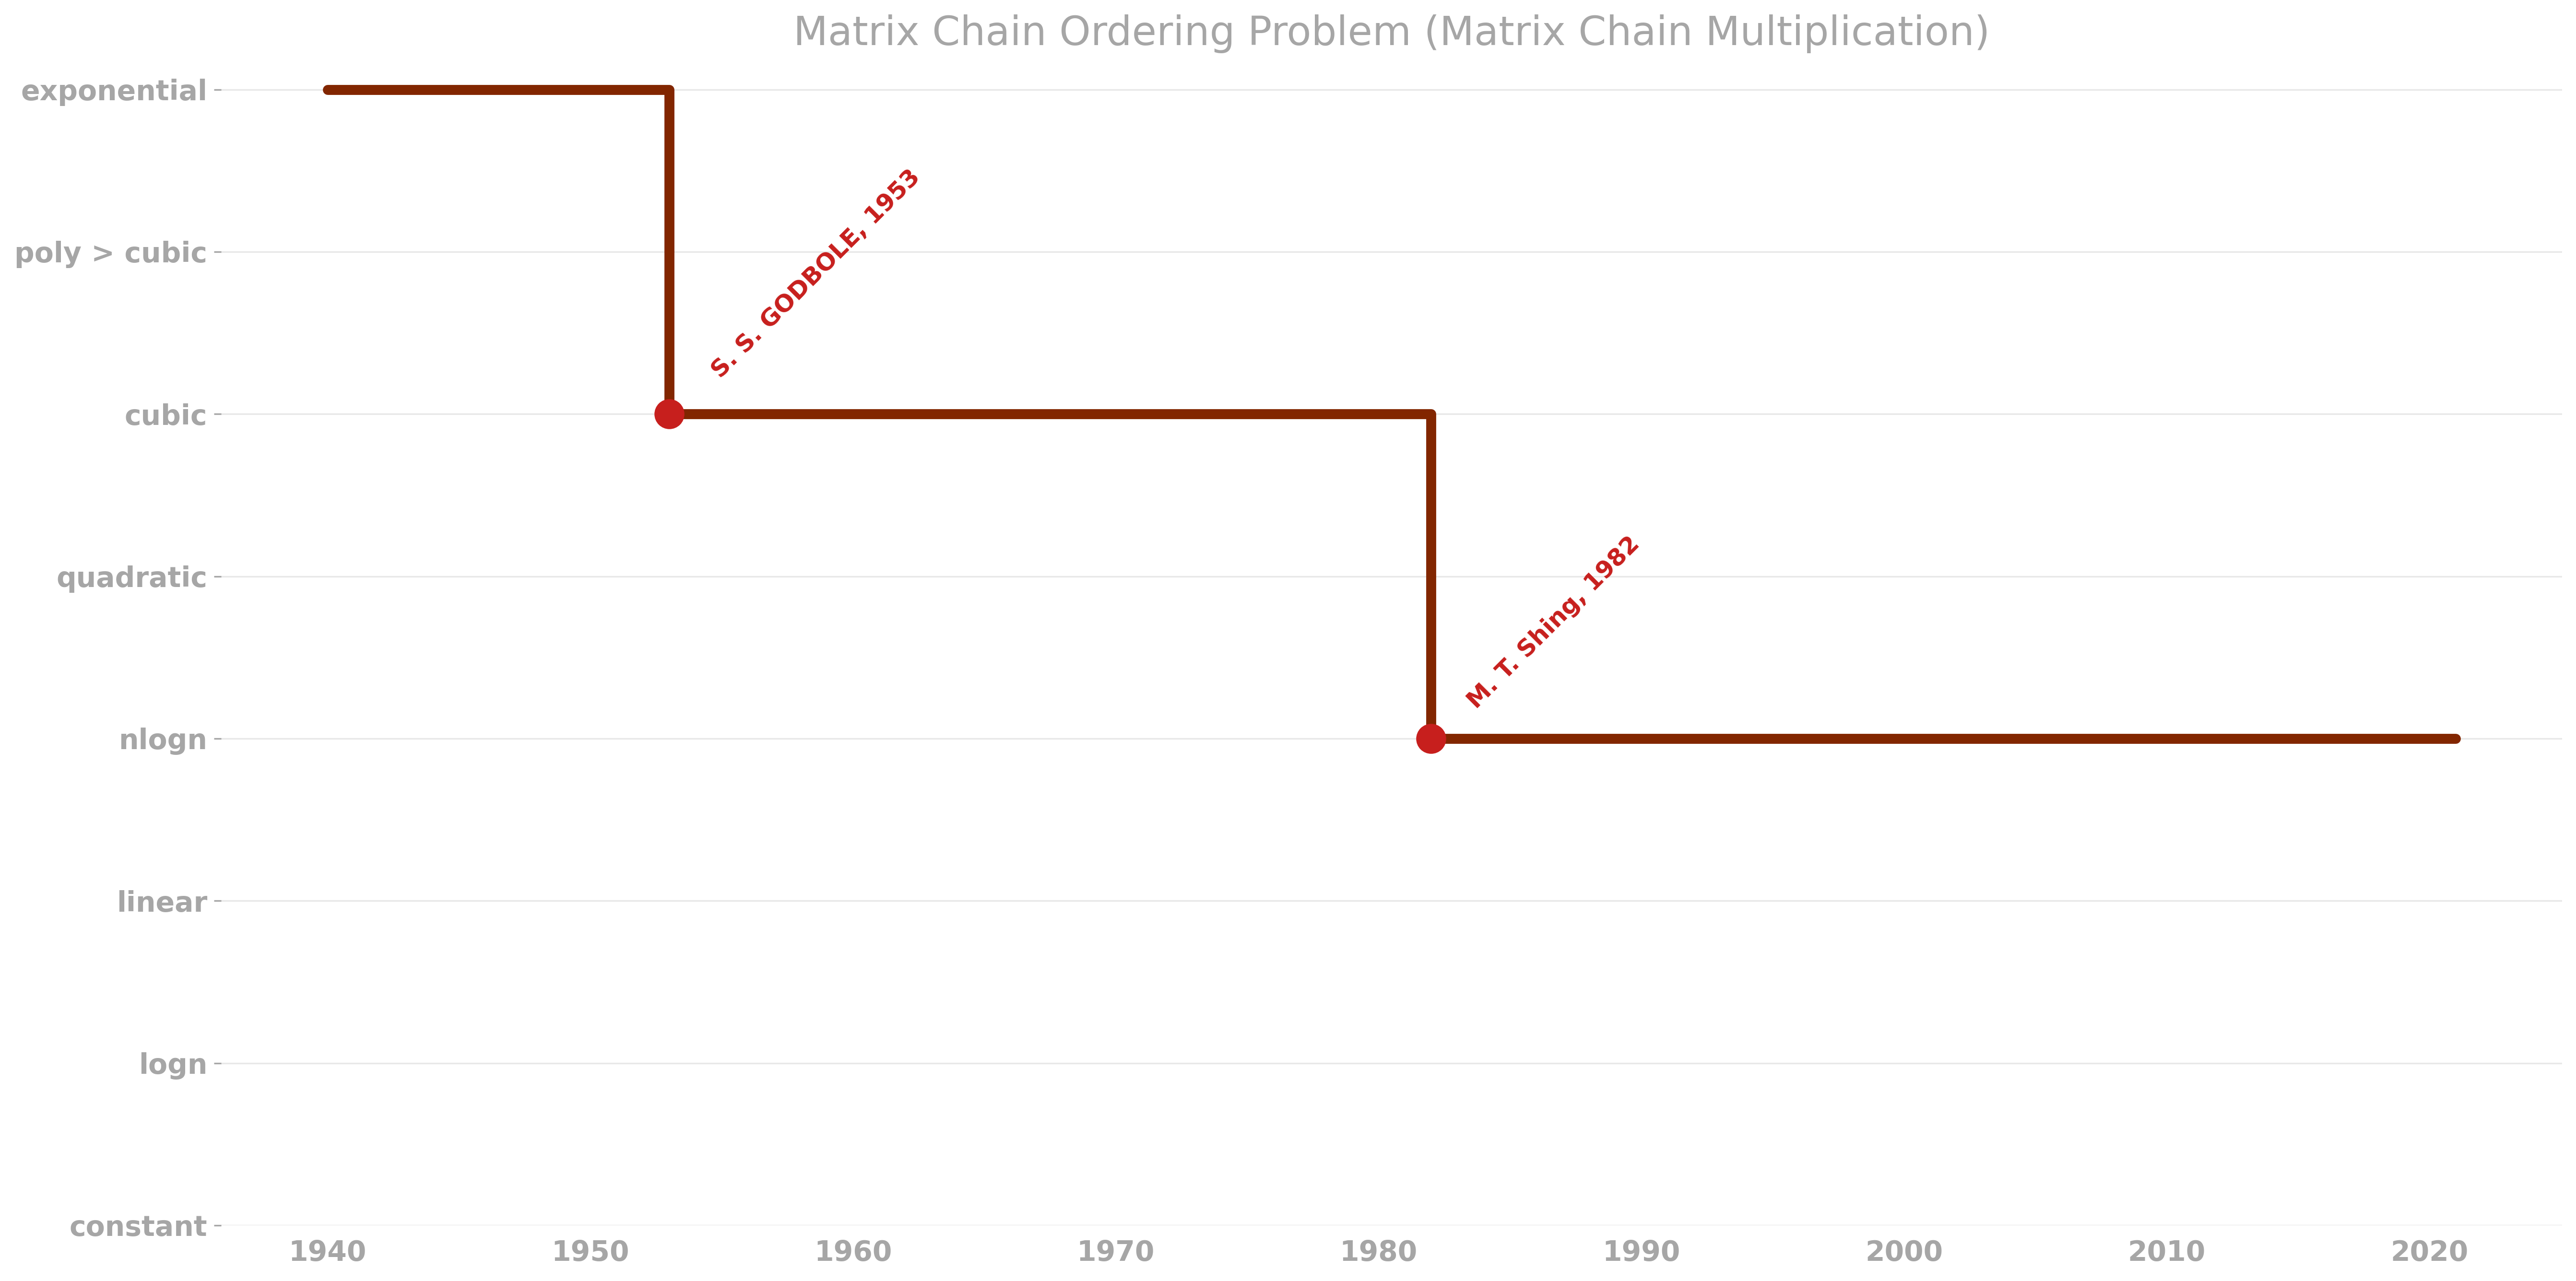 Matrix Chain Ordering Problem (Matrix Chain Multiplication)
exponential
poly > cubic
cubic
quadratic
nlogn
linear
logn
constant
S. S. GODBOLE, 1953
M. T. Shing, 1982
1940 1950 1960 1970 1980 1990 2000 2010 2020